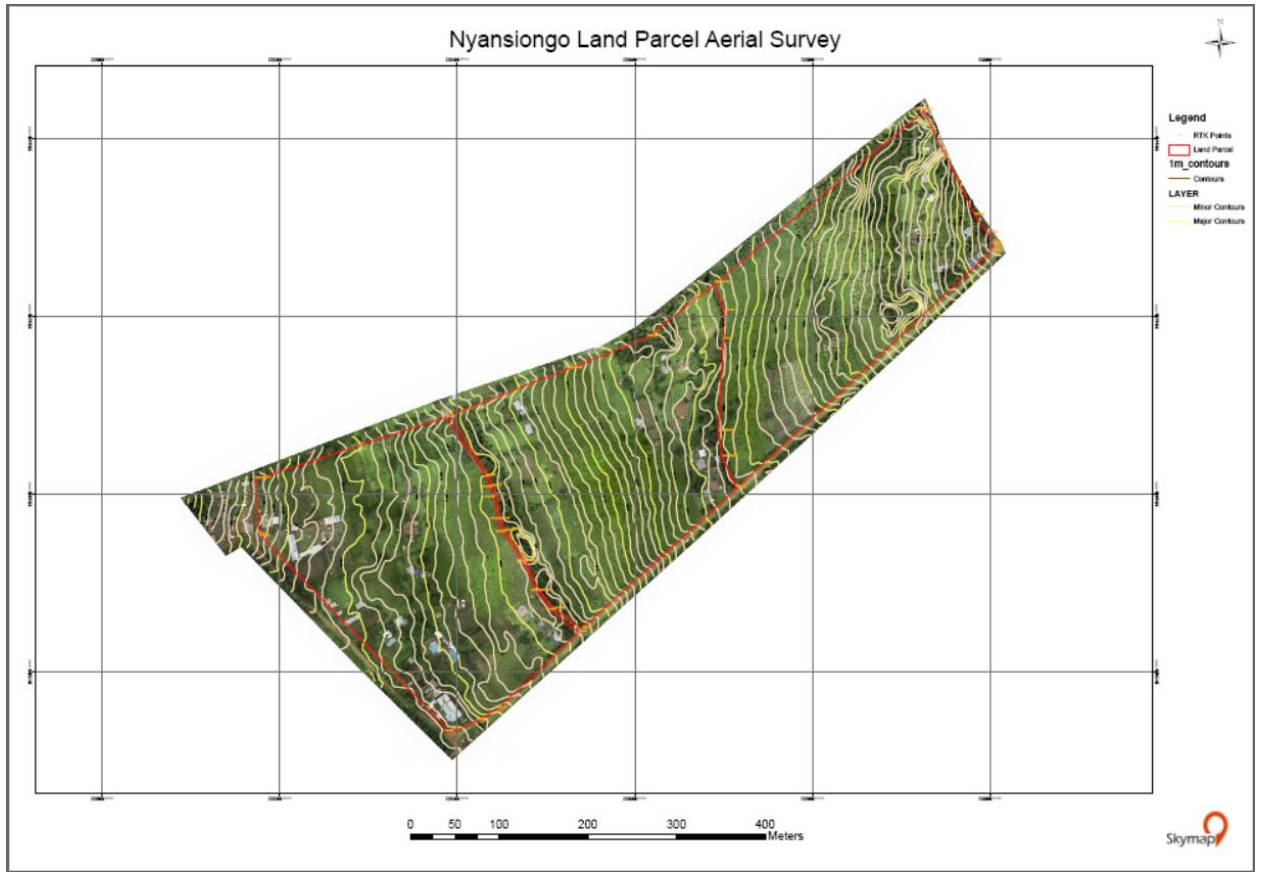 Nyansiongo Land Parcel Aerial Survey
N
Legend
RTK Points
Land Parcel
1m_contours
Contours
LAYER
Minor Contours
Major Contours
0 50 100 200 300 400
Meters
Skymap